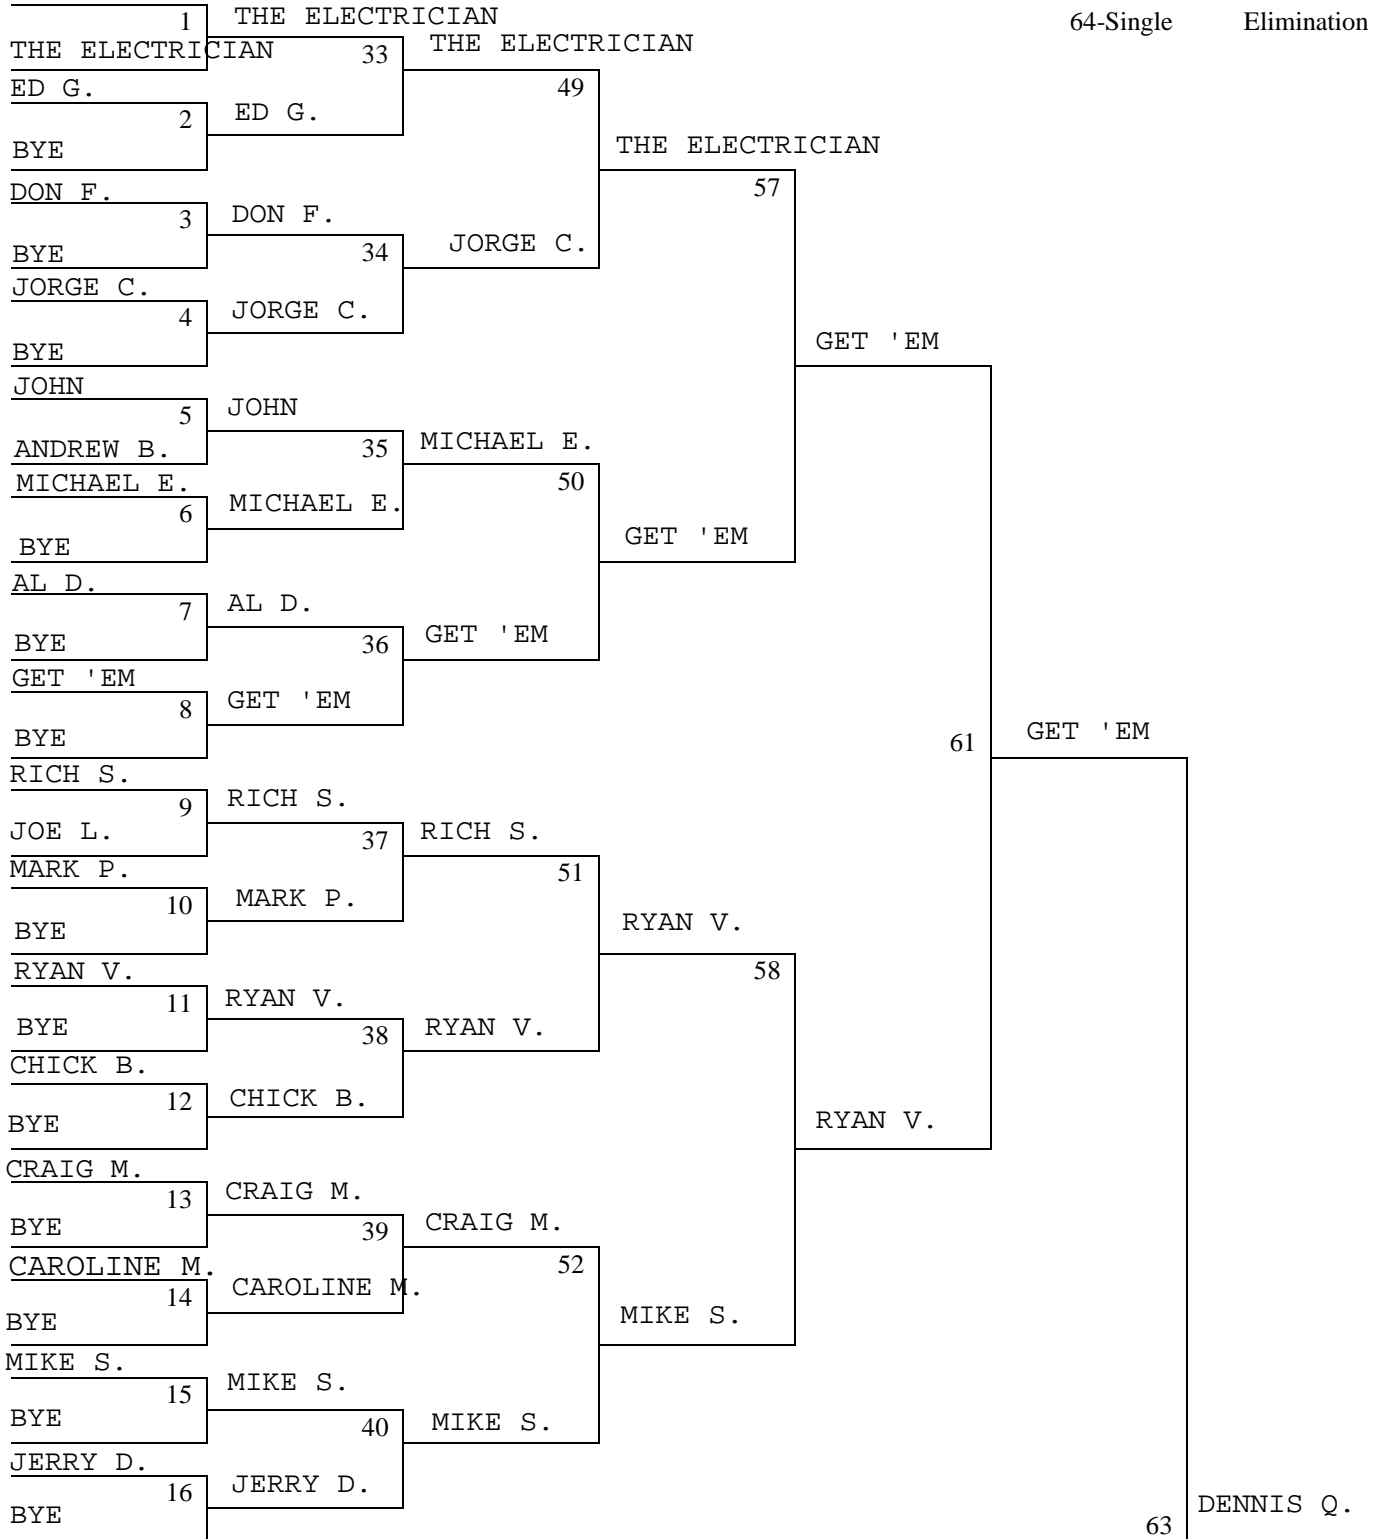 THE ELECTRICIAN
64-Single Elimination
1
THE ELECTRICIAN
THE ELECTRICIAN
33
ED G.
49
2
ED G.
BYE
THE ELECTRICIAN
57
DON F.
3
DON F.
BYE
34
JORGE C.
JORGE C.
4
JORGE C.
BYE
GET 'EM
JOHN
5
JOHN
ANDREW B.
35
MICHAEL E.
MICHAEL E.
50
6
MICHAEL E.
BYE
GET 'EM
AL D.
7
AL D.
BYE
36
GET 'EM
GET 'EM
8
GET 'EM
BYE
61
GET 'EM
RICH S.
9
RICH S.
JOE L.
37
RICH S.
MARK P.
51
10
MARK P.
BYE
RYAN V.
RYAN V.
58
11
RYAN V.
BYE
38
RYAN V.
CHICK B.
12
CHICK B.
BYE
RYAN V.
CRAIG M.
13
CRAIG M.
BYE
39
CRAIG M.
CAROLINE M.
52
14
CAROLINE M.
BYE
MIKE S.
MIKE S.
15
MIKE S.
BYE
40
MIKE S.
JERRY D.
16
JERRY D.
BYE
63
DENNIS Q.